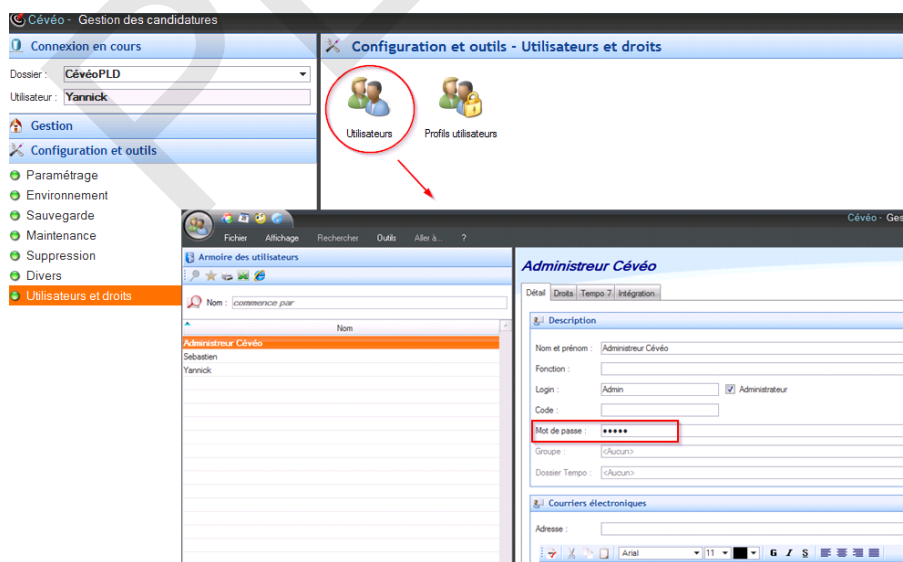 Cévéo - Gestion des candidatures
Connexion en cours
Configuration et outils - Utilisateurs et droits
Dossier : CévéoPLD
Utilisateur : Yannick
Utilisateurs
Profils utilisateurs
Gestion
Configuration et outils
Paramétrage
Environnement
Sauvegarde
Maintenance
Suppression
Divers
Utilisateurs et droits
Cévéo - Ges
Fichier Affichage Rechercher Outils Aller à... ?
Armoire des utilisateurs
Nom : commence par
Nom
Administreur Cévéo
Sebastien
Yannick
Administreur Cévéo
Détail Droits Tempo 7 Intégration
Description
Nom et prénom : Administreur Cévéo
Fonction :
Login : Admin Administrateur
Code :
Mot de passe : •••••
Groupe : <Aucun>
Dossier Tempo : <Aucun>
Courriers électroniques
Adresse :
Arial 11 G I S